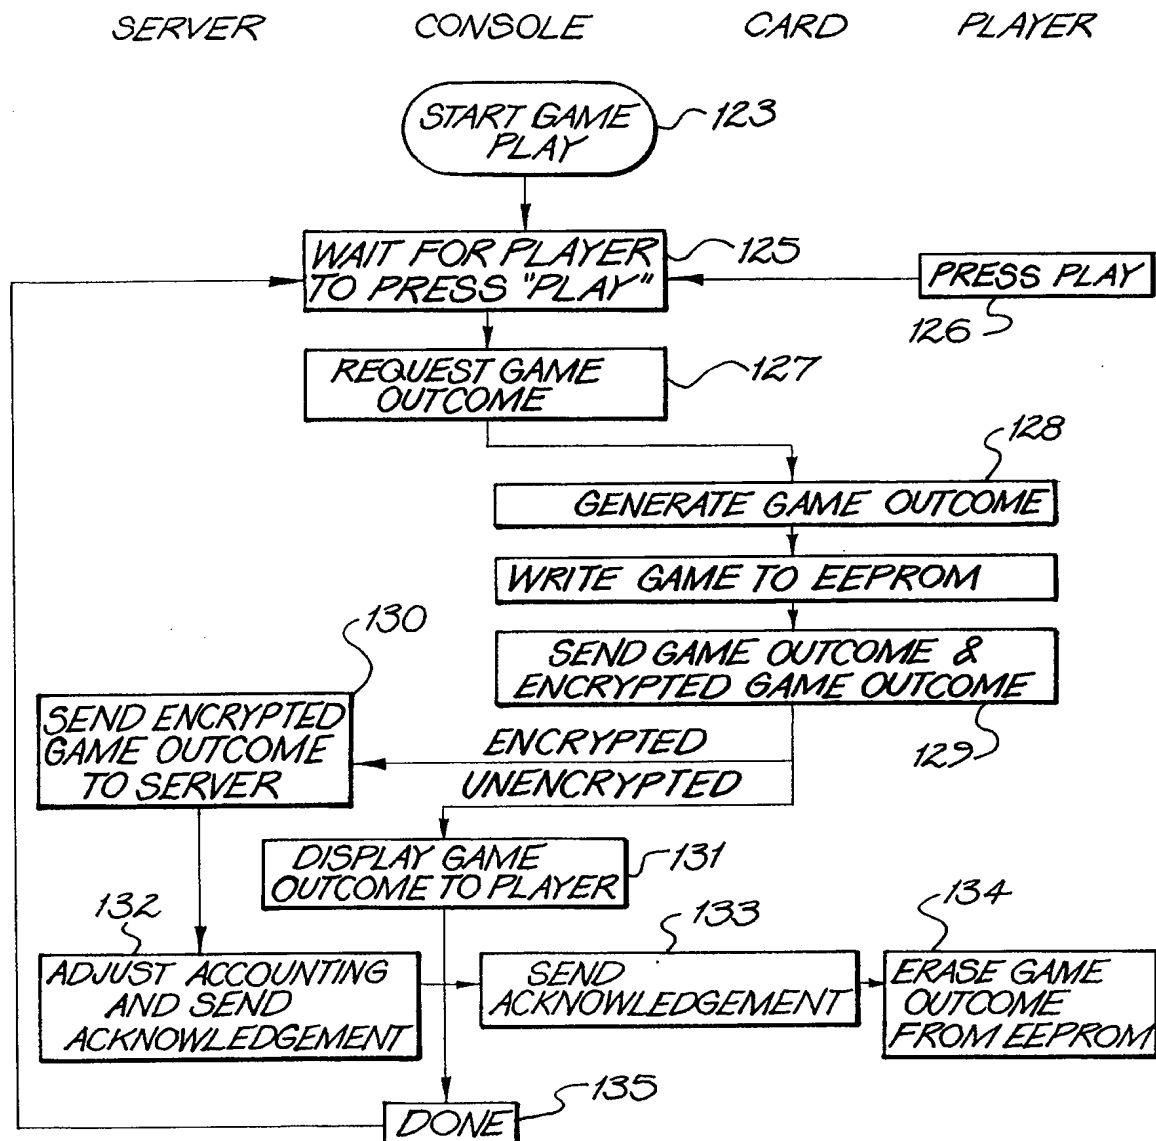 SERVER CONSOLE CARD PLAYER
START GAME
PLAY
123
WAIT FOR PLAYER
TO PRESS "PLAY"
125
PRESS PLAY
126
REQUEST GAME
OUTCOME
127
128
GENERATE GAME OUTCOME
WRITE GAME TO EEPROM
SEND GAME OUTCOME &
ENCRYPTED GAME OUTCOME
129
130
SEND ENCRYPTED
GAME OUTCOME
TO SERVER
ENCRYPTED
UNENCRYPTED
DISPLAY GAME
OUTCOME TO PLAYER
131
132
ADJUST ACCOUNTING
AND SEND
ACKNOWLEDGEMENT
133
SEND
ACKNOWLEDGEMENT
134
ERASE GAME
OUTCOME
FROM EEPROM
DONE
135